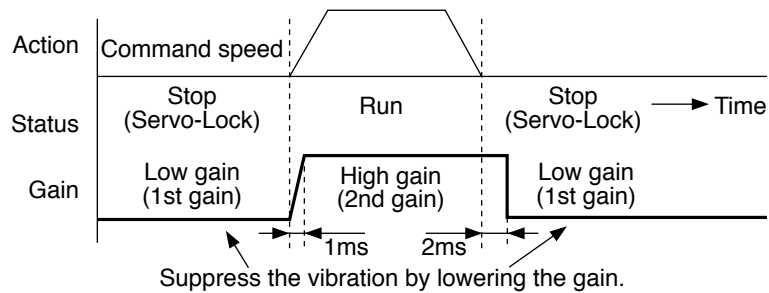 Action
Command speed
Status
Stop
(Servo-Lock)
Run
Stop
(Servo-Lock)
Time
Gain
Low gain
(1st gain)
High gain
(2nd gain)
Low gain
(1st gain)
1ms
2ms
Suppress the vibration by lowering the gain.